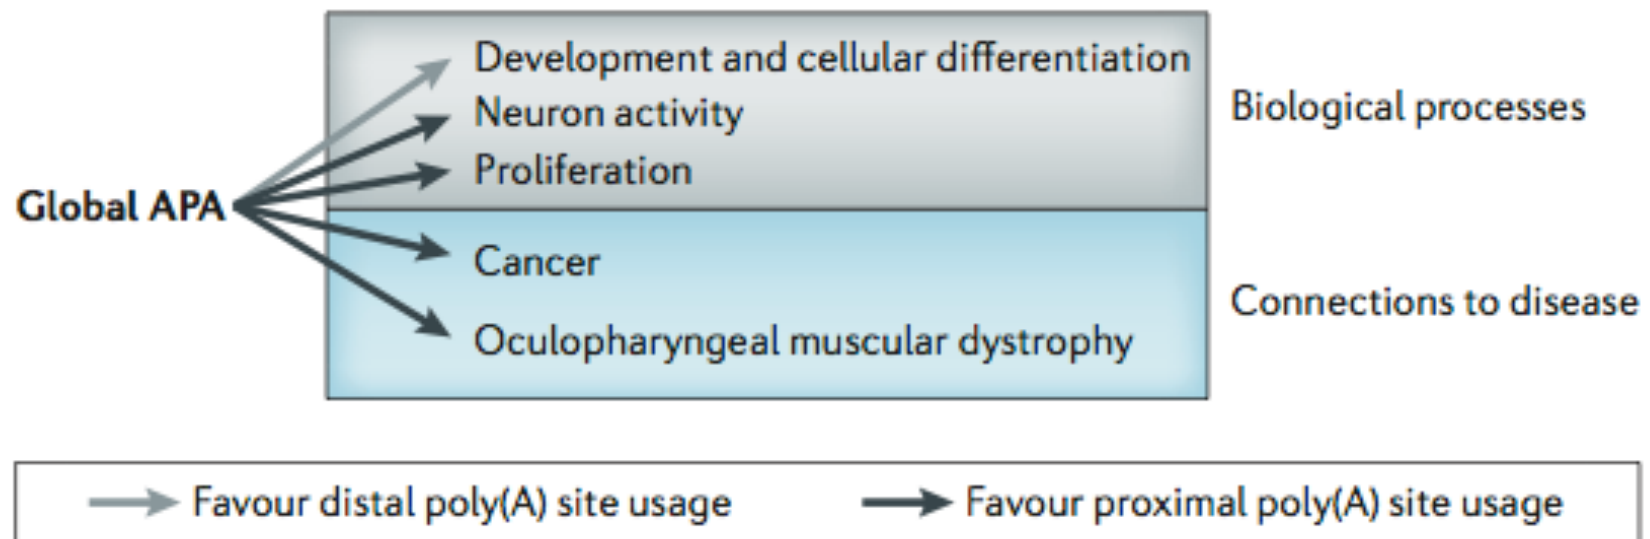 Development and cellular differentiation
Neuron activity
Proliferation
Biological processes
Global APA
Cancer
Oculopharyngeal muscular dystrophy
Connections to disease
Favour distal poly(A) site usage
Favour proximal poly(A) site usage